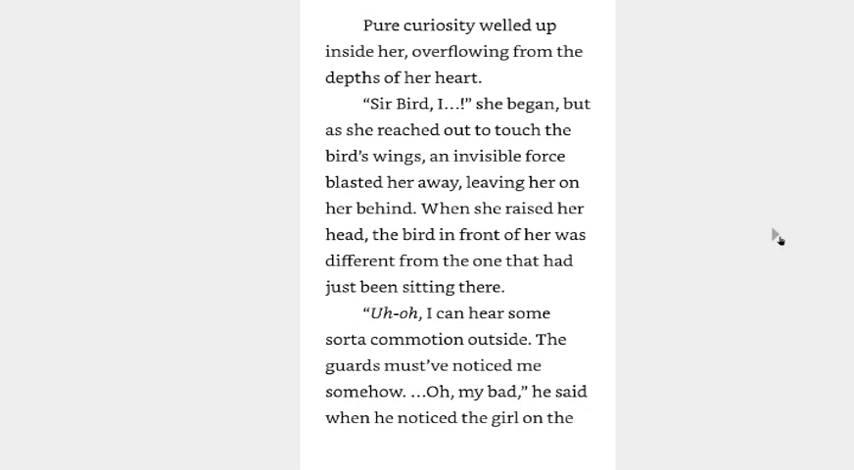 Pure curiosity welled up
inside her, overflowing from the
depths of her heart.
“Sir Bird, I…!” she began, but
as she reached out to touch the
bird’s wings, an invisible force
blasted her away, leaving her on
her behind. When she raised her
head, the bird in front of her was
different from the one that had
just been sitting there.
“Uh-oh, I can hear some
sorta commotion outside. The
guards must’ve noticed me
somehow. …Oh, my bad,” he said
when he noticed the girl on the